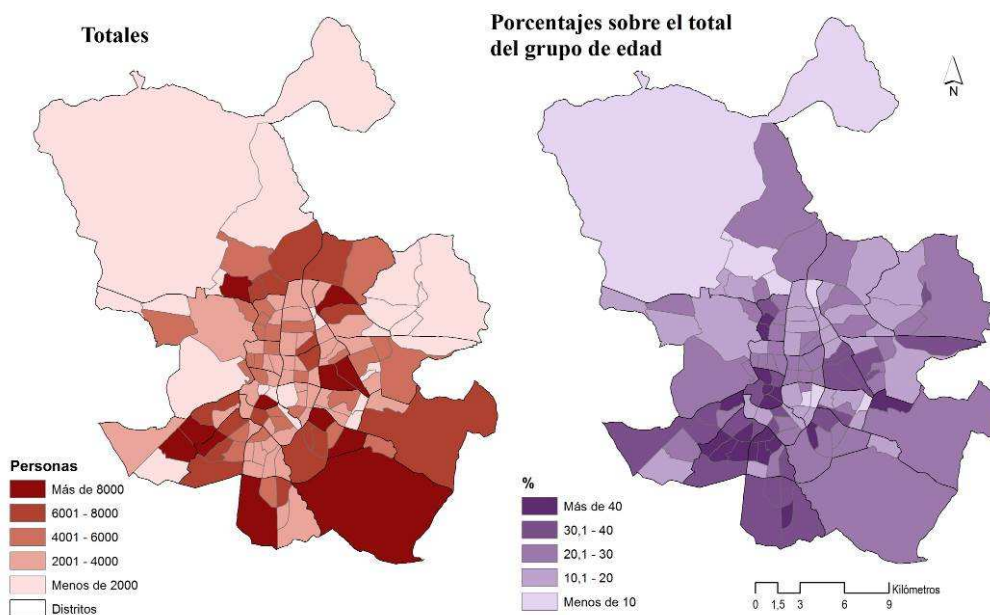 Totales
Porcentajes sobre el total
del grupo de edad
N
Personas
Más de 8000
6001 - 8000
4001 - 6000
2001 - 4000
Menos de 2000
Distritos
%
Más de 40
30,1 - 40
20,1 - 30
10,1 - 20
Menos de 10
Kilómetros
0 1,5 3 6 9